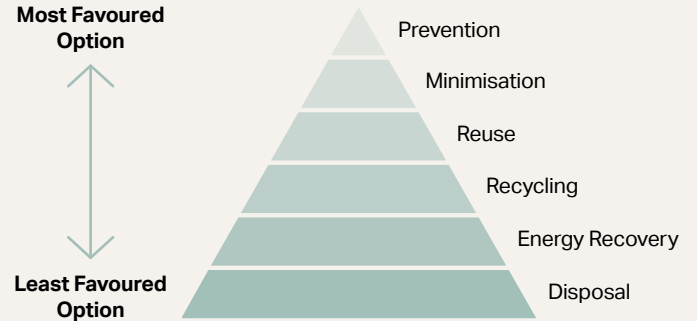 Most Favoured
Option
Prevention
Minimisation
Reuse
Recycling
Energy Recovery
Disposal
Least Favoured
Option